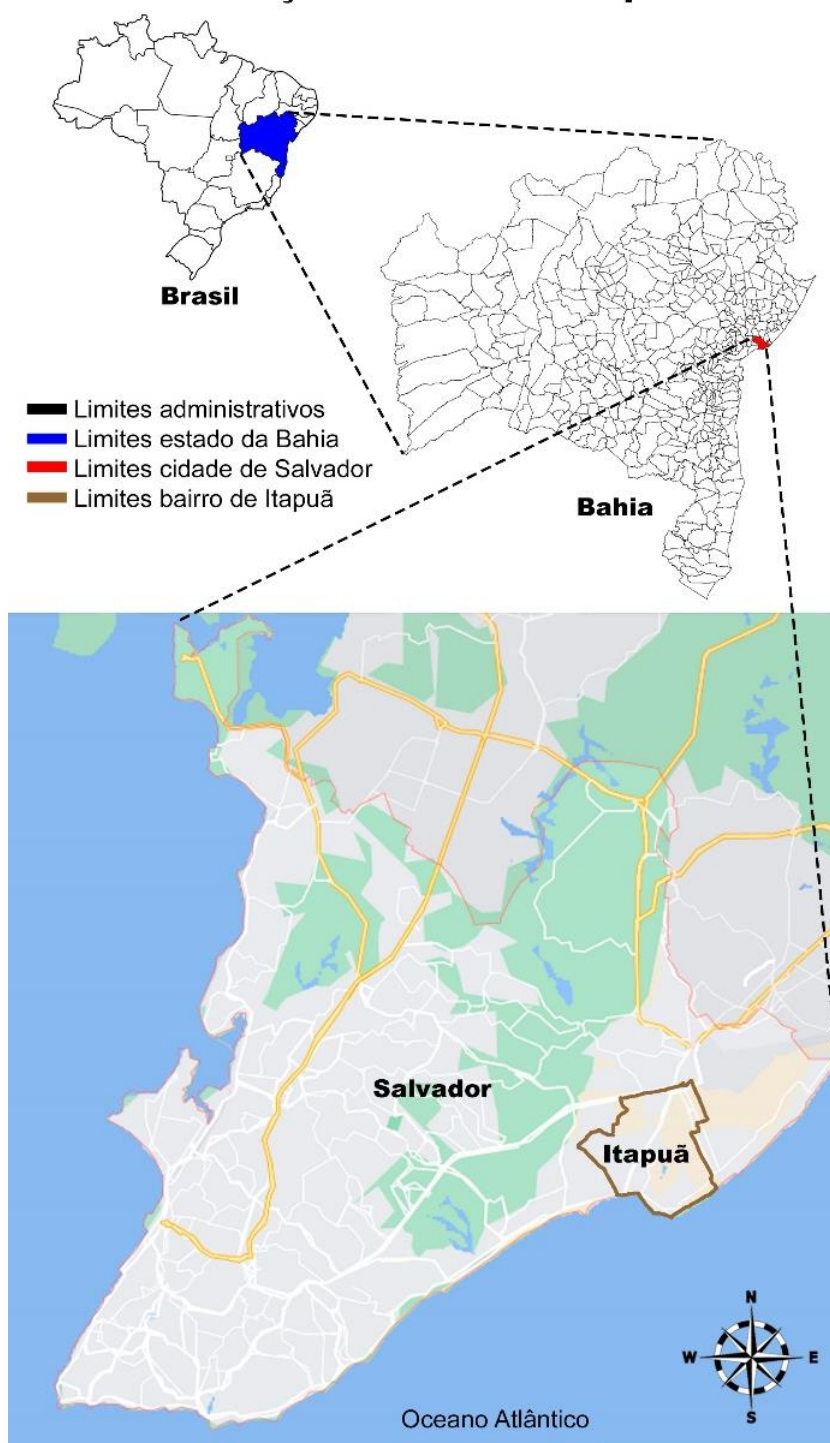 Brasil
Limites administrativos
Limites estado da Bahia
Limites cidade de Salvador
Limites bairro de Itapuã
Bahia
Salvador
Itapuã
N
W
E
S
Oceano Atlântico